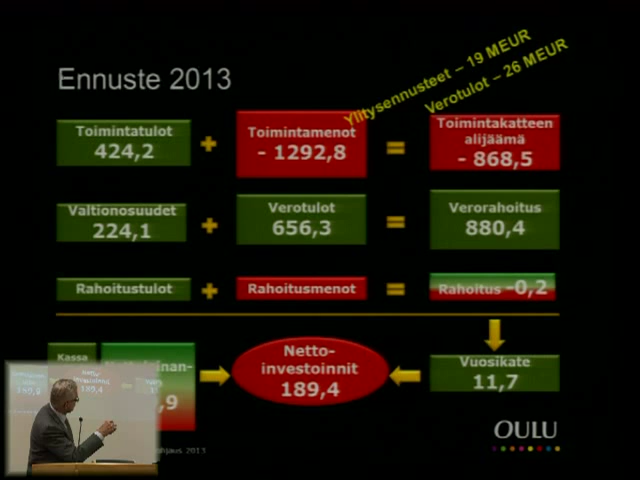 Ylitysennusteet – 19 MEUR
Verotulot – 26 MEUR
Ennuste 2013
Toimintatulot
424,2
+
Toimintamenot
- 1292,8
=
Toimintakatteen
alijäämä
- 868,5
Valtionosuudet
224,1
+
Verotulot
656,3
=
Verorahoitus
880,4
Rahoitustulot
+
Rahoitusmenot
=
Rahoitus -0,2
Kassa
Netto-
investoinnit
189,4
Vuosikate
11,7
,9
OULU
2013